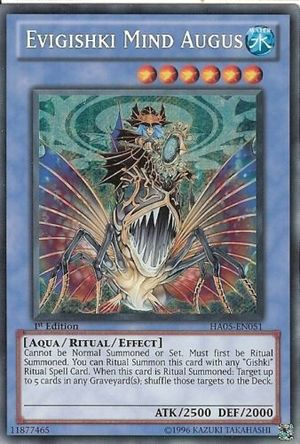 EVIGISHKI MIND AUGUS
WATER
水
1st Edition
HA05-EN051
[AQUA / RITUAL / EFFECT]
Cannot be Normal Summoned or Set. Must first be Ritual
Summoned. You can Ritual Summon this card with any "Gishki"
Ritual Spell Card. When this card is Ritual Summoned: Target up
to 5 cards in any Graveyard(s); shuffle those targets to the Deck.
ATK/2500 DEF/2000
11877465
©1996 KAZUKI TAKAHASHI